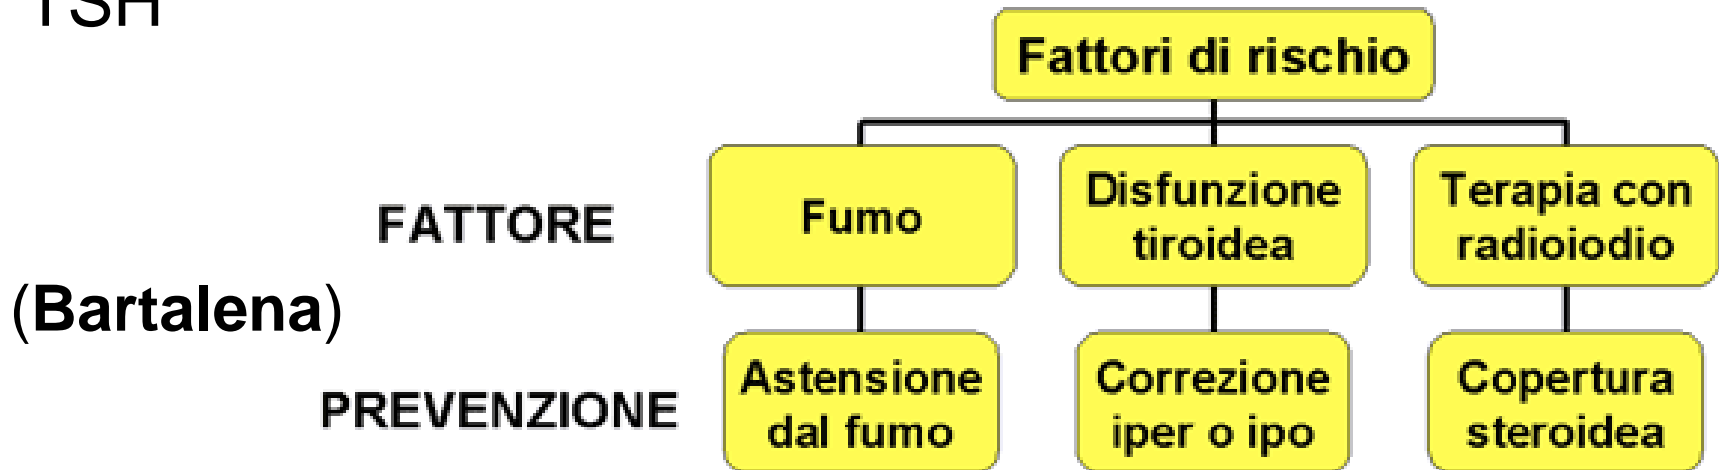 TSH
Fattori di rischio
FATTORE
Fumo
Disfunzione
tiroidea
Terapia con
radioiodio
(Bartalena)
PREVENZIONE
Astensione
dal fumo
Correzione
iper o ipo
Copertura
steroidea